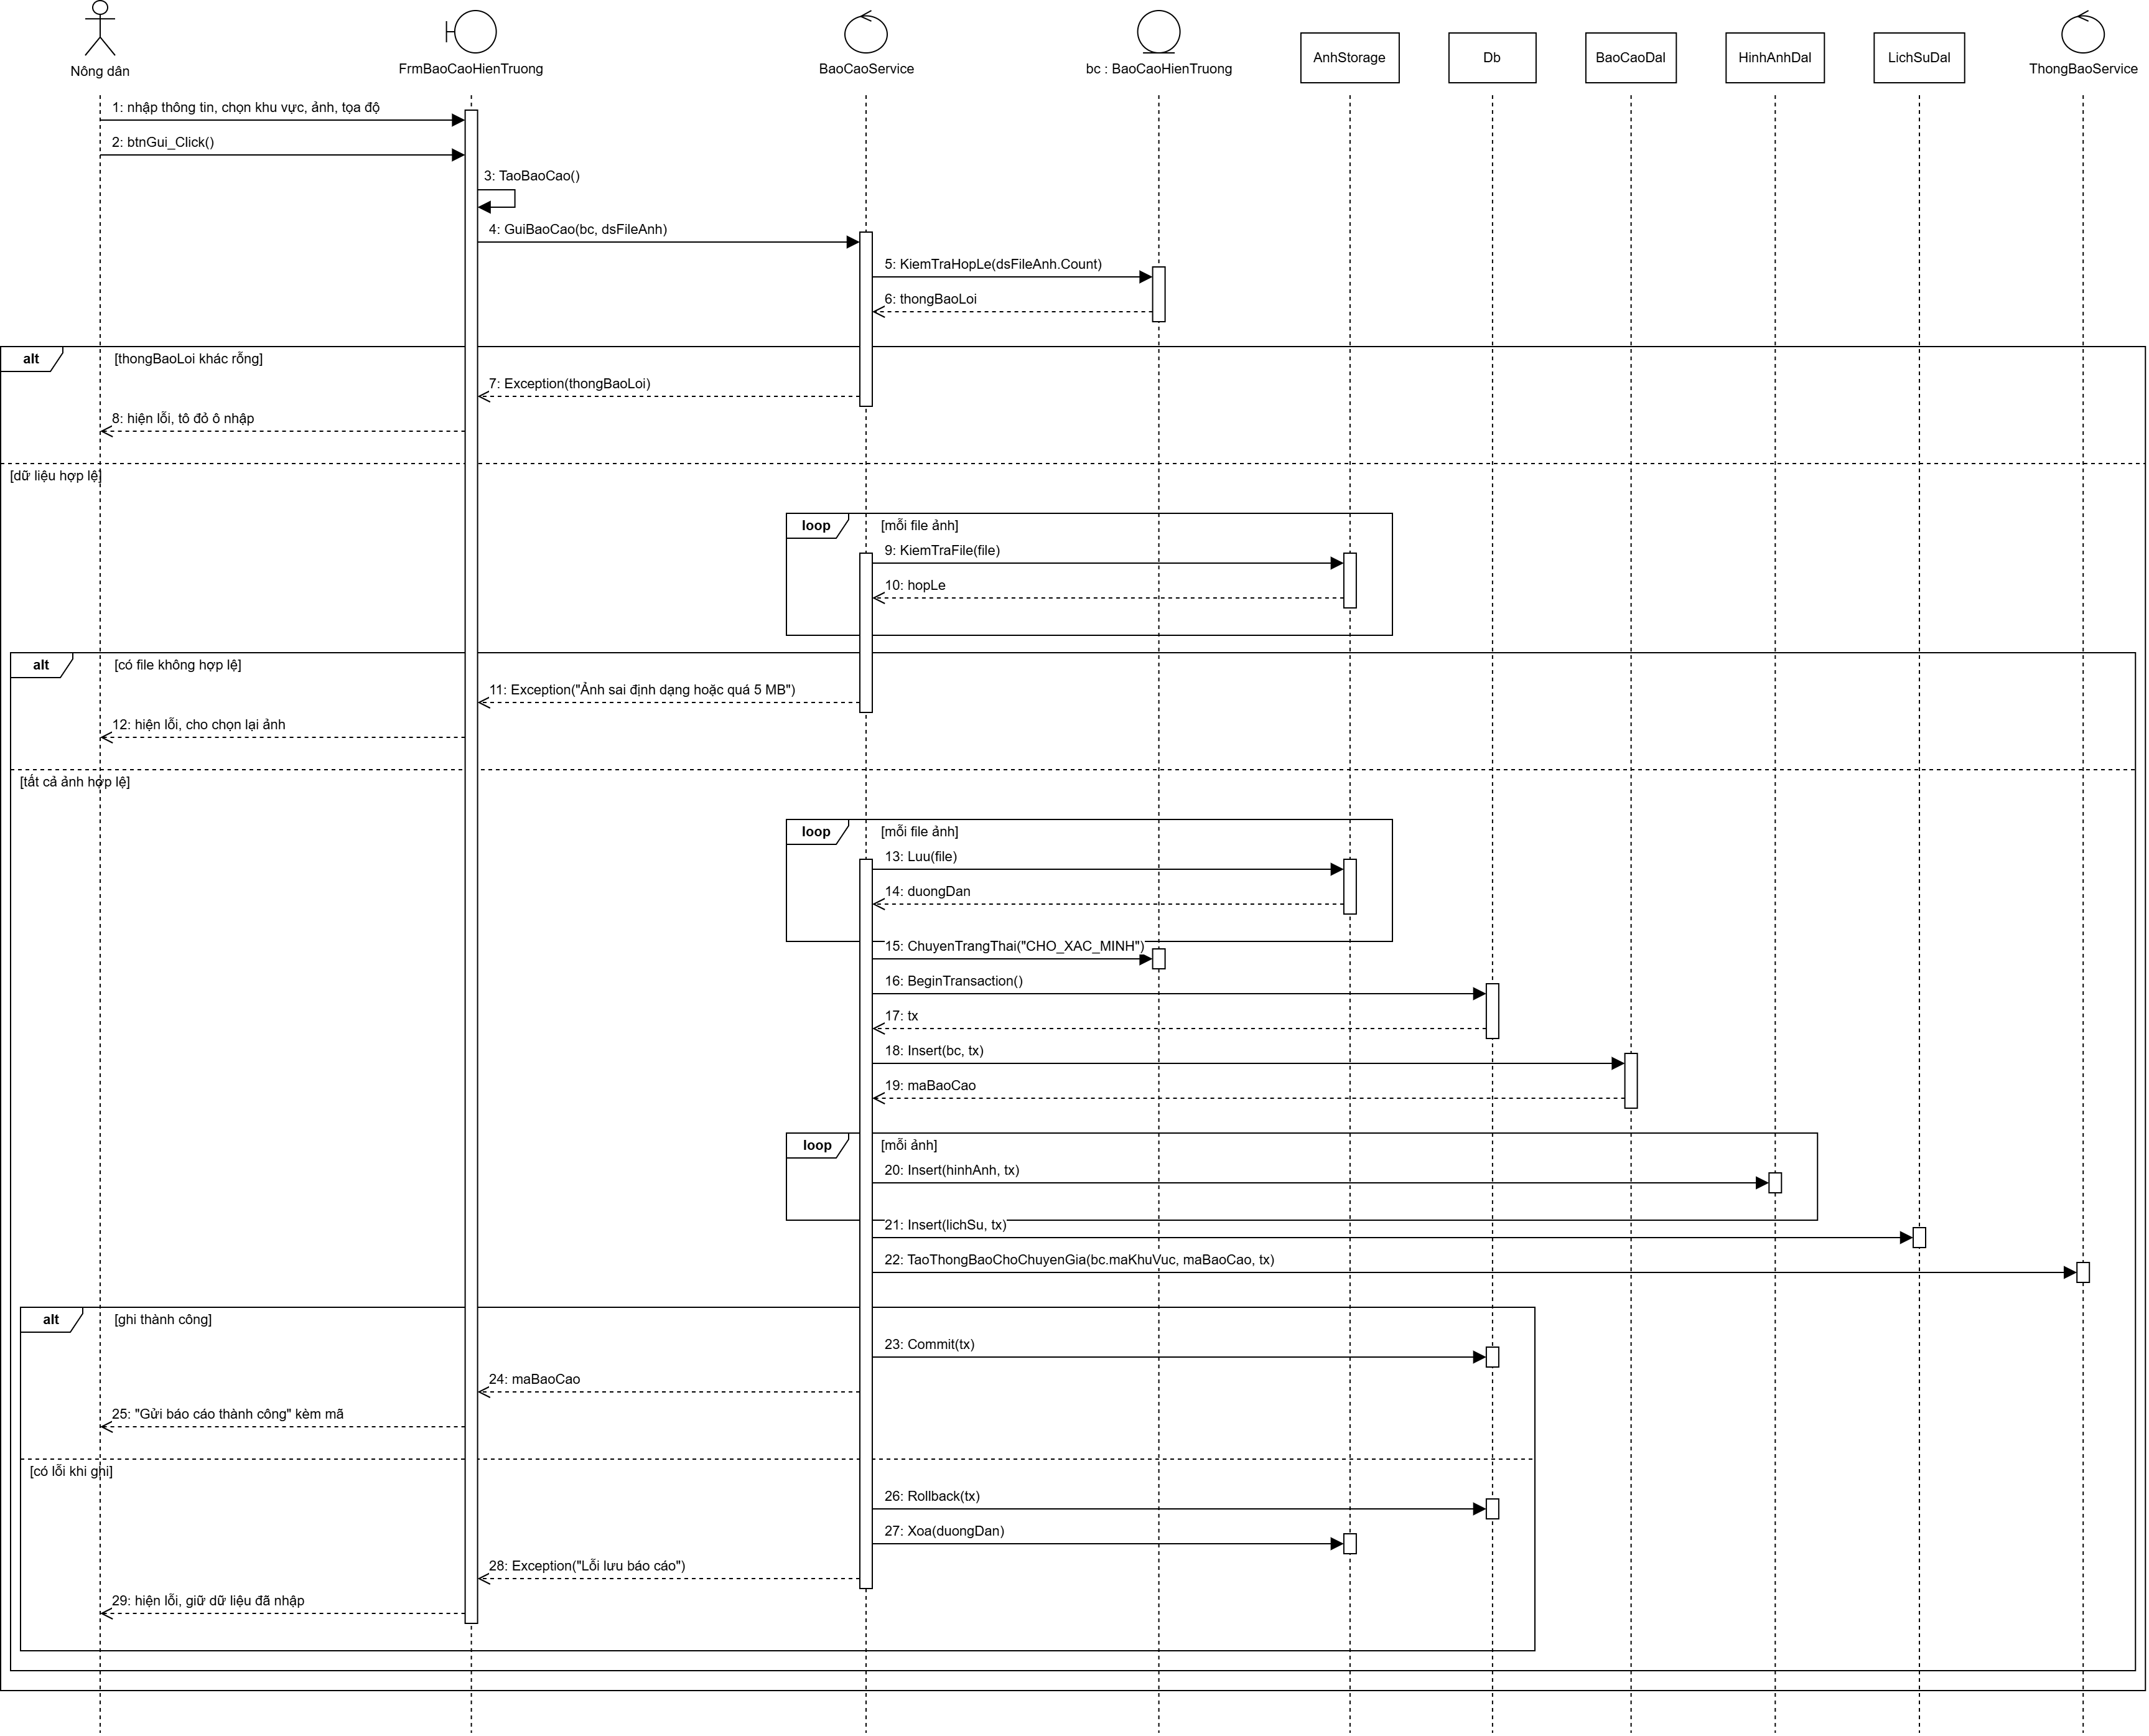 Nông dân
FrmBaoCaoHienTruong
BaoCaoService
bc : BaoCaoHienTruong
AnhStorage
Db
BaoCaoDal
HinhAnhDal
LichSuDal
ThongBaoService
1: nhập thông tin, chọn khu vực, ảnh, tọa độ
2: btnGui_Click()
3: TaoBaoCao()
4: GuiBaoCao(bc, dsFileAnh)
5: KiemTraHopLe(dsFileAnh.Count)
6: thongBaoLoi
alt
[thongBaoLoi khác rỗng]
7: Exception(thongBaoLoi)
8: hiện lỗi, tô đỏ ô nhập
[dữ liệu hợp lệ]
loop
[mỗi file ảnh]
9: KiemTraFile(file)
10: hopLe
alt
[có file không hợp lệ]
11: Exception("Ảnh sai định dạng hoặc quá 5 MB")
12: hiện lỗi, cho chọn lại ảnh
[tất cả ảnh hợp lệ]
loop
[mỗi file ảnh]
13: Luu(file)
14: duongDan
15: ChuyenTrangThai("CHO_XAC_MINH")
16: BeginTransaction()
17: tx
18: Insert(bc, tx)
19: maBaoCao
loop
[mỗi ảnh]
20: Insert(hinhAnh, tx)
21: Insert(lichSu, tx)
22: TaoThongBaoChoChuyenGia(bc.maKhuVuc, maBaoCao, tx)
alt
[ghi thành công]
23: Commit(tx)
24: maBaoCao
25: "Gửi báo cáo thành công" kèm mã
[có lỗi khi ghi]
26: Rollback(tx)
27: Xoa(duongDan)
28: Exception("Lỗi lưu báo cáo")
29: hiện lỗi, giữ dữ liệu đã nhập